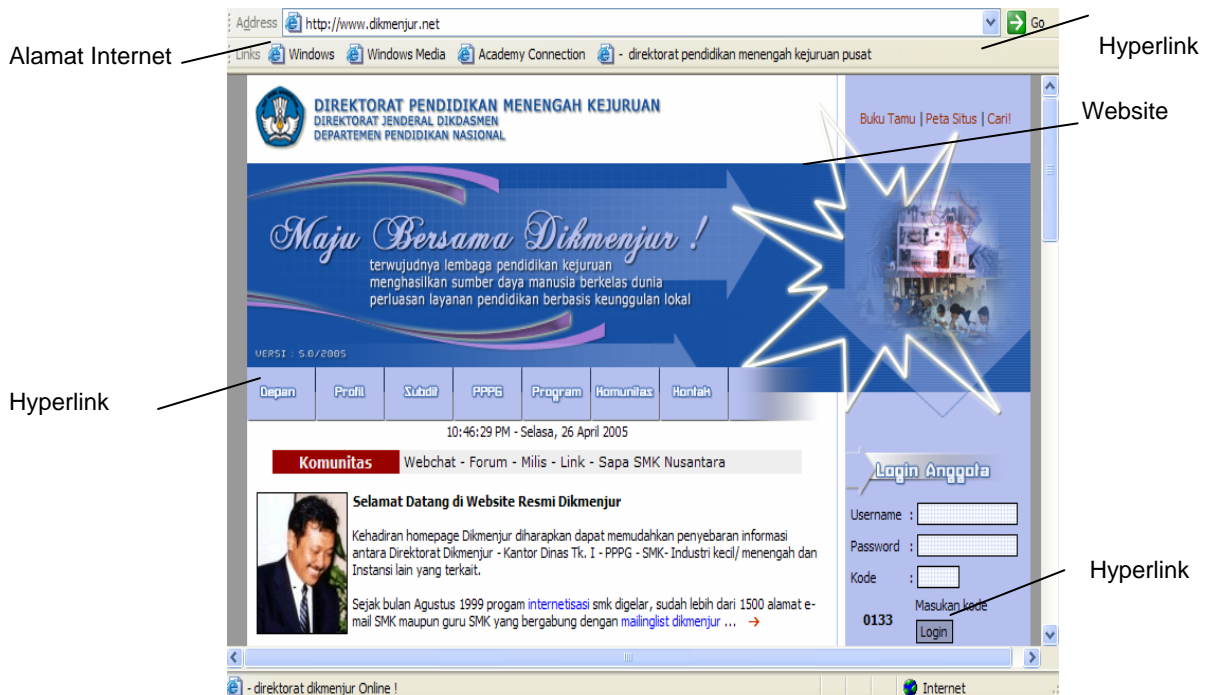 Address http://www.dikmenjur.net Go
Alamat Internet
Links Windows Windows Media Academy Connection - direktorat pendidikan menengah kejuruan pusat
Hyperlink
DIREKTORAT PENDIDIKAN MENENGAH KEJURUAN
DIREKTORAT JENDERAL DIKDASMEN
DEPARTEMEN PENDIDIKAN NASIONAL
Buku Tamu | Peta Situs | Cari!
Website
Maju Bersama Dikmenjur !
terwujudnya lembaga pendidikan kejuruan
menghasilkan sumber daya manusia berkelas dunia
perluasan layanan pendidikan berbasis keunggulan lokal
VERSI : 5.0/2005
Hyperlink
Depan Profil Subdit PPPG Program Komunitas Kontak
10:46:29 PM - Selasa, 26 April 2005
Komunitas Webchat - Forum - Milis - Link - Sapa SMK Nusantara
Selamat Datang di Website Resmi Dikmenjur
Kehadiran homepage Dikmenjur diharapkan dapat memudahkan penyebaran informasi
antara Direktorat Dikmenjur - Kantor Dinas Tk. I - PPPG - SMK- Industri kecil/ menengah dan
Instansi lain yang terkait.
Sejak bulan Agustus 1999 progam internetisasi smk digelar, sudah lebih dari 1500 alamat e-
mail SMK maupun guru SMK yang bergabung dengan mailinglist dikmenjur ... →
Login Anggota
Username :
Password :
Kode :
Hyperlink
Masukan kode
0133
Login
- direktorat dikmenjur Online !
Internet